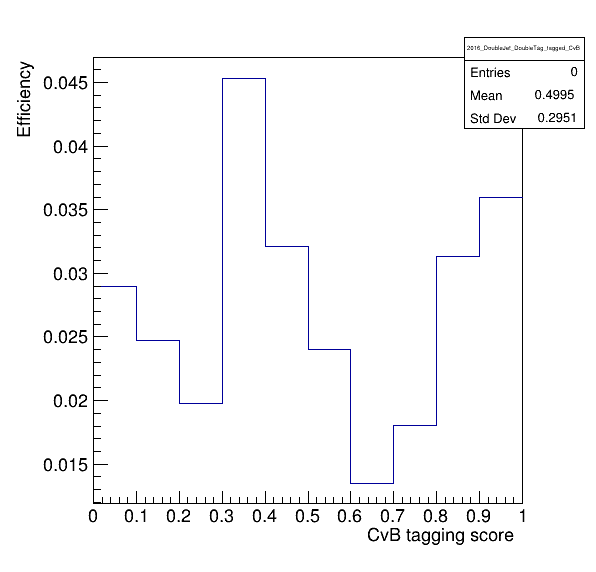 2016_DoubleJet_DoubleTag_tagged_CvB
Entries 0
Mean 0.4995
Std Dev 0.2951
Efficiency
0.045
0.04
0.035
0.03
0.025
0.02
0.015
0 0.1 0.2 0.3 0.4 0.5 0.6 0.7 0.8 0.9 1
CvB tagging score